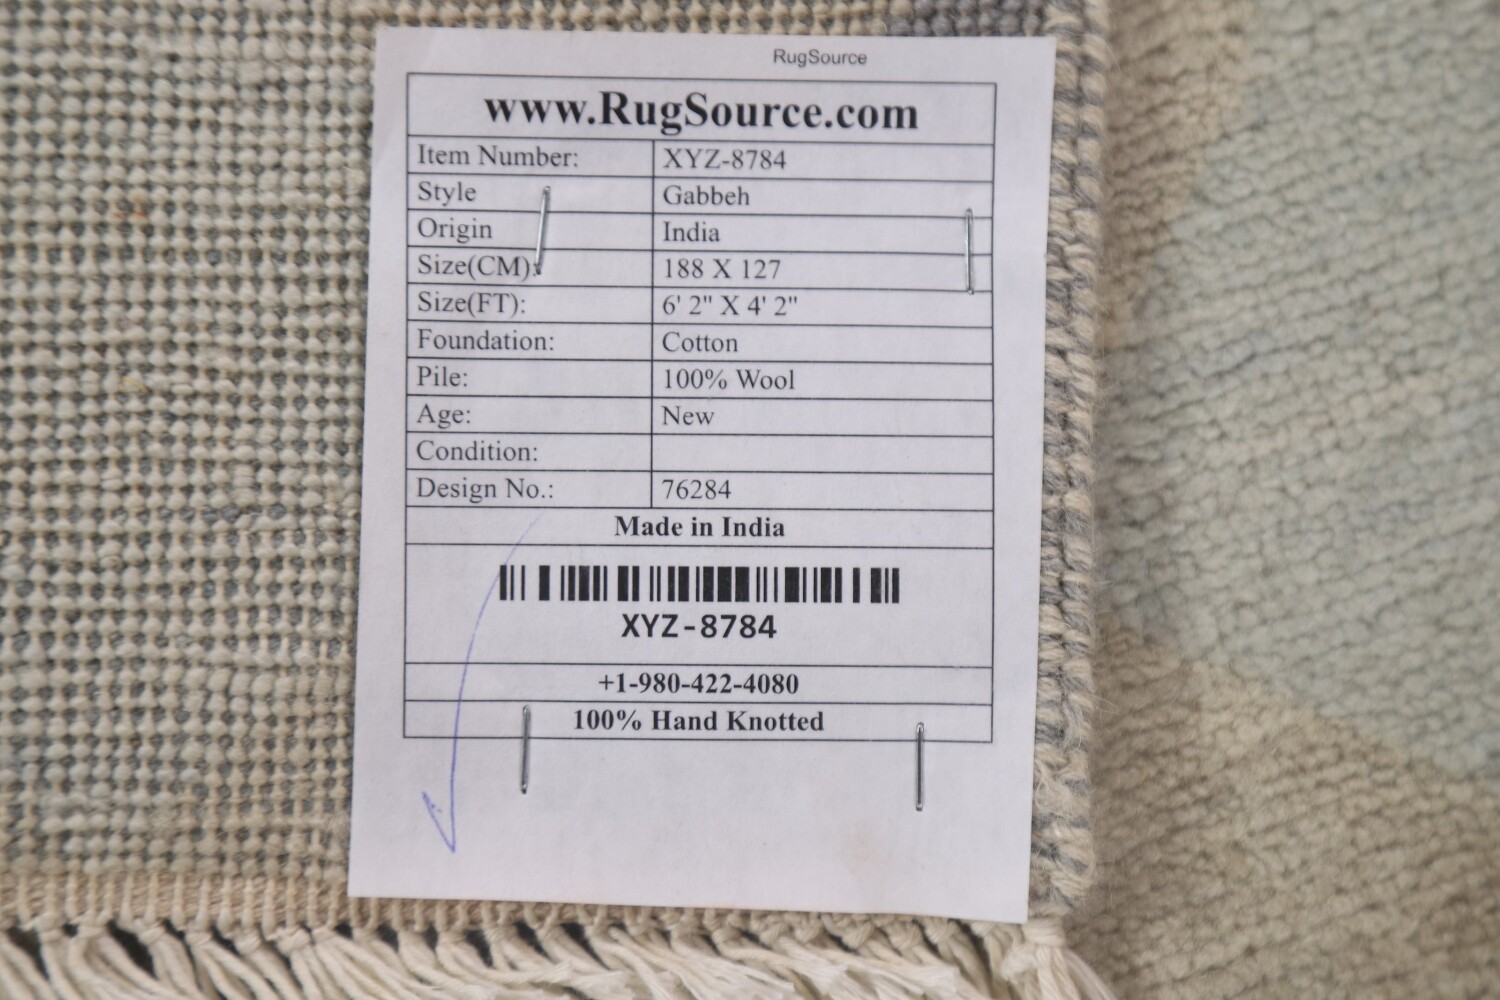 RugSource
www.RugSource.com
Item Number: XYZ-8784
Style Gabbeh
Origin India
Size(CM): 188 X 127
Size(FT): 6' 2" X 4' 2"
Foundation: Cotton
Pile: 100% Wool
Age: New
Condition:
Design No.: 76284
Made in India
XYZ-8784
+1-980-422-4080
100% Hand Knotted